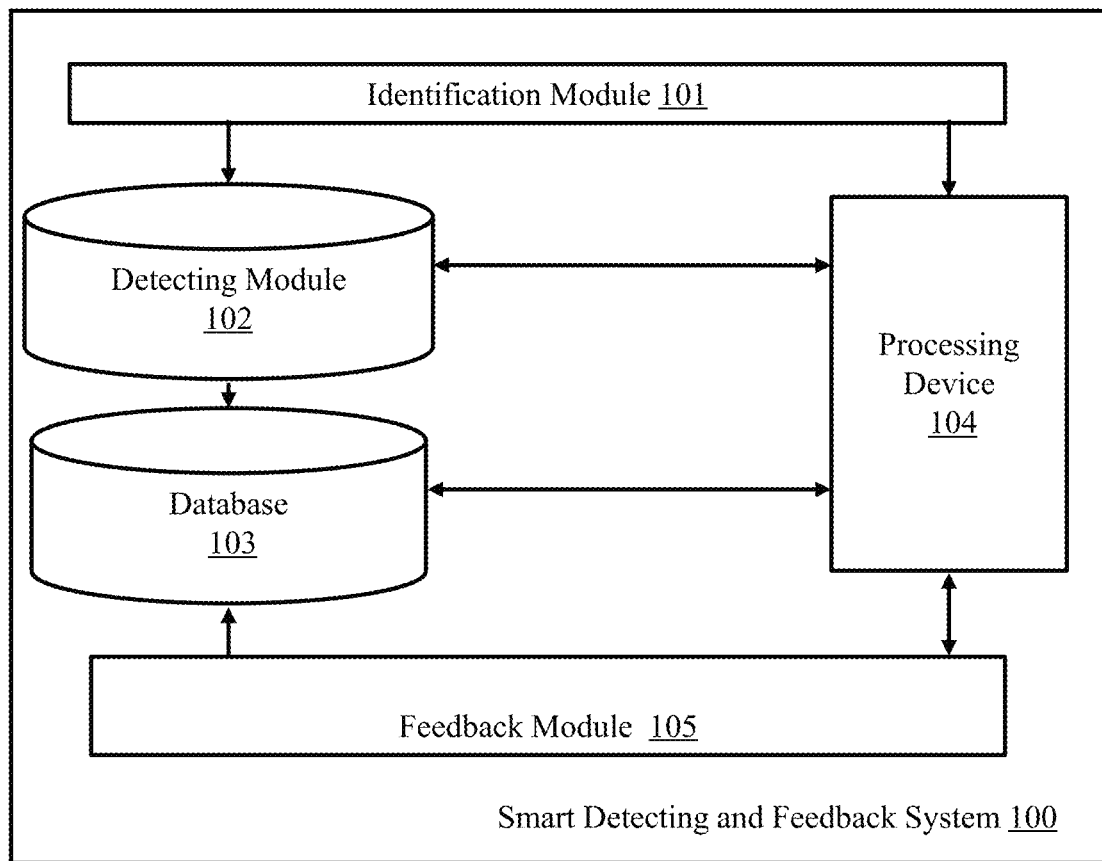 Identification Module 101
Detecting Module
102
Processing
Device
104
Database
103
Feedback Module 105
Smart Detecting and Feedback System 100